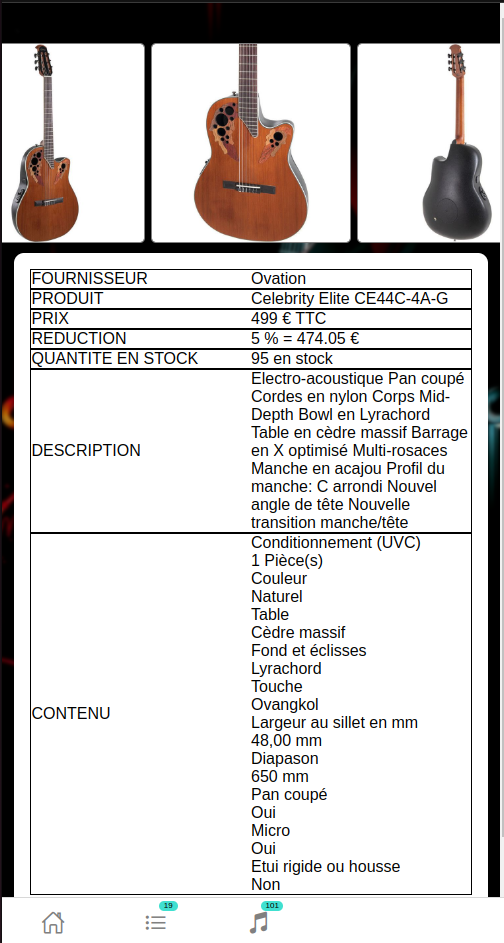 FOURNISSEUR Ovation
PRODUIT Celebrity Elite CE44C-4A-G
PRIX 499 € TTC
REDUCTION 5 % = 474.05 €
QUANTITE EN STOCK 95 en stock
DESCRIPTION
Electro-acoustique Pan coupé
Cordes en nylon Corps Mid-
Depth Bowl en Lyrachord
Table en cèdre massif Barrage
en X optimisé Multi-rosaces
Manche en acajou Profil du
manche: C arrondi Nouvel
angle de tête Nouvelle
transition manche/tête
CONTENU
Conditionnement (UVC)
1 Pièce(s)
Couleur
Naturel
Table
Cèdre massif
Fond et éclisses
Lyrachord
Touche
Ovangkol
Largeur au sillet en mm
48,00 mm
Diapason
650 mm
Pan coupé
Oui
Micro
Oui
Etui rigide ou housse
Non
19
101